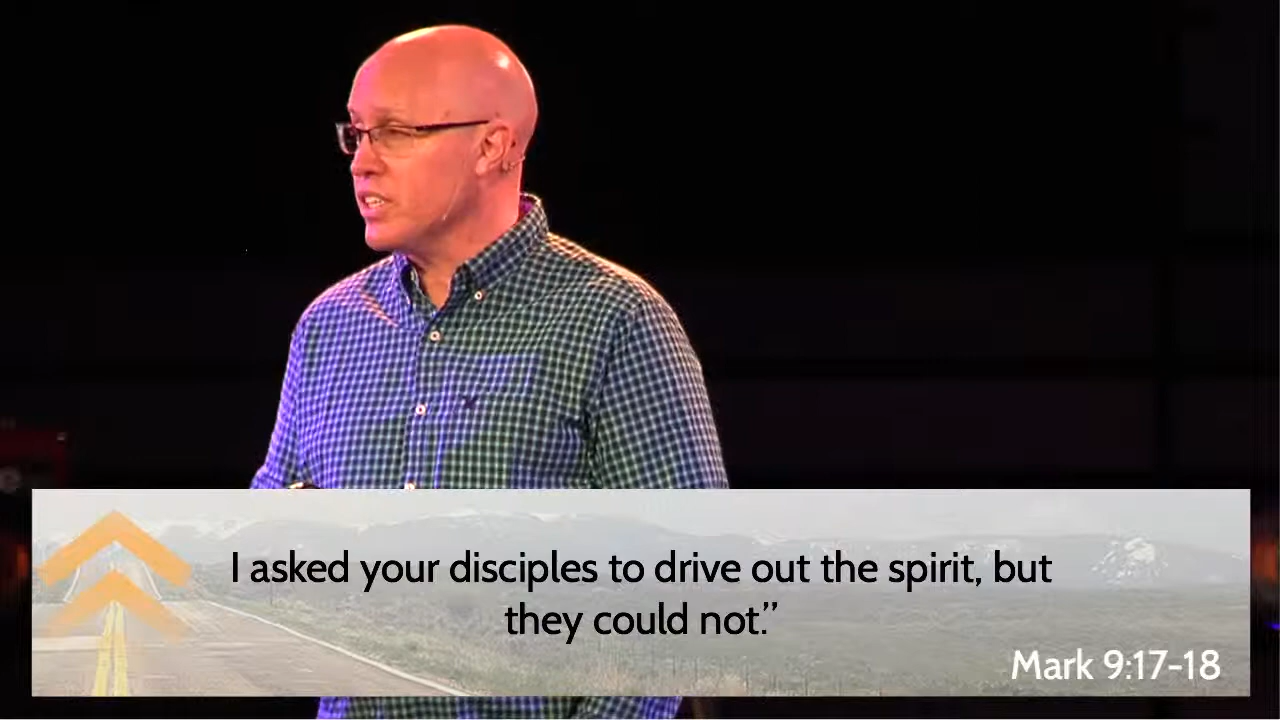 I asked your disciples to drive out the spirit, but
they could not.”
Mark 9:17-18